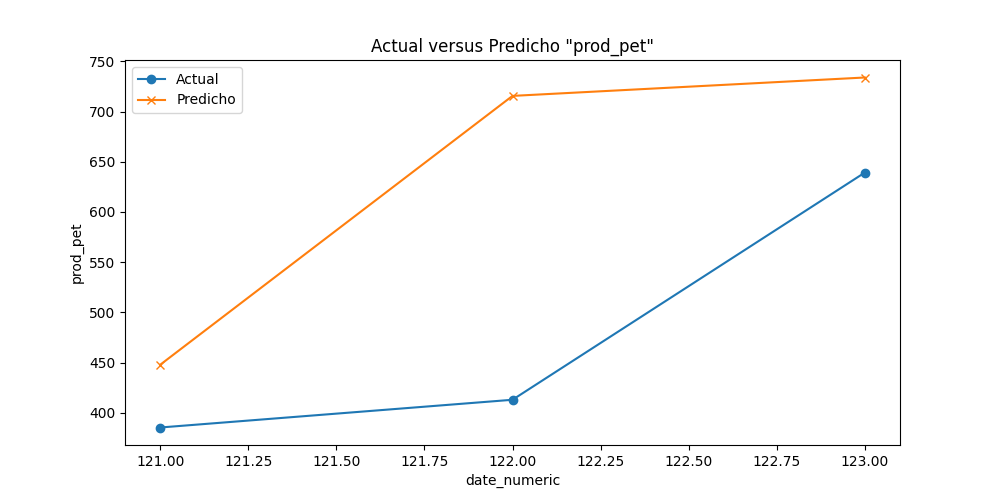 Actual versus Predicho "prod_pet"
Actual
Predicho
750
700
650
600
550
500
450
400
prod_pet
121.00 121.25 121.50 121.75 122.00 122.25 122.50 122.75 123.00
date_numeric